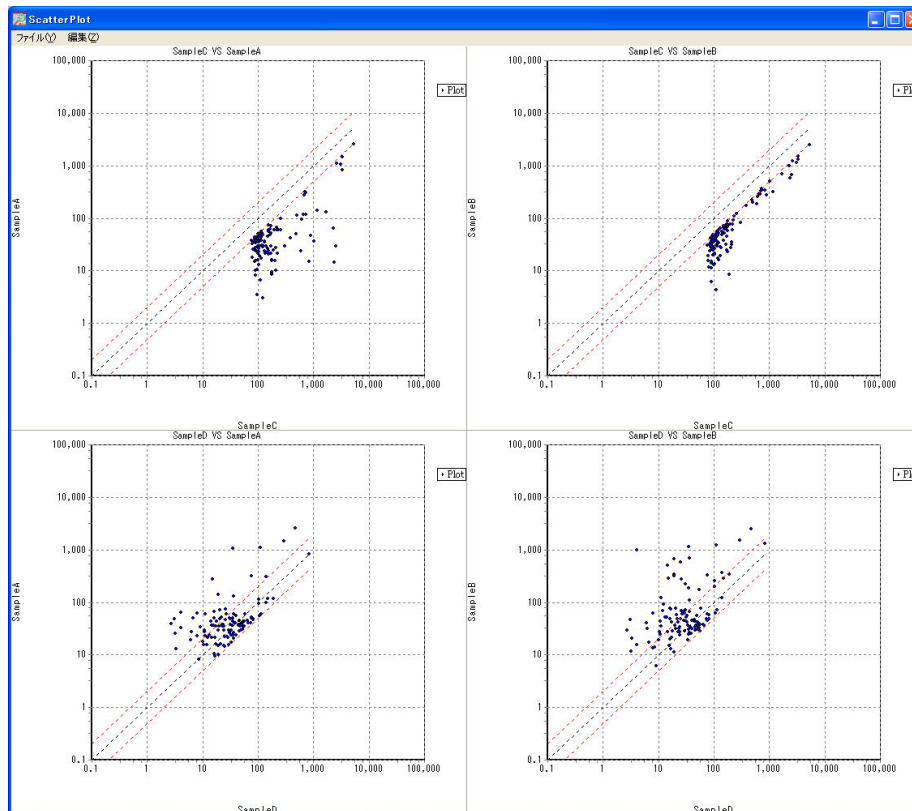 ScatterPlot
ファイル(Y) 編集(Z)
SampleC VS SampleA
100,000
10,000
1,000
100
10
1
0.1
0.1 1 10 100 1,000 10,000 100,000
SampleA
SampleC
Plot
SampleC VS SampleB
100,000
10,000
1,000
100
10
1
0.1
0.1 1 10 100 1,000 10,000 100,000
SampleB
SampleC
Pl
SampleD VS SampleA
100,000
10,000
1,000
100
10
1
0.1
0.1 1 10 100 1,000 10,000 100,000
SampleA
SampleD
Plot
SampleD VS SampleB
100,000
10,000
1,000
100
10
1
0.1
0.1 1 10 100 1,000 10,000 100,000
SampleB
SampleD
Pl